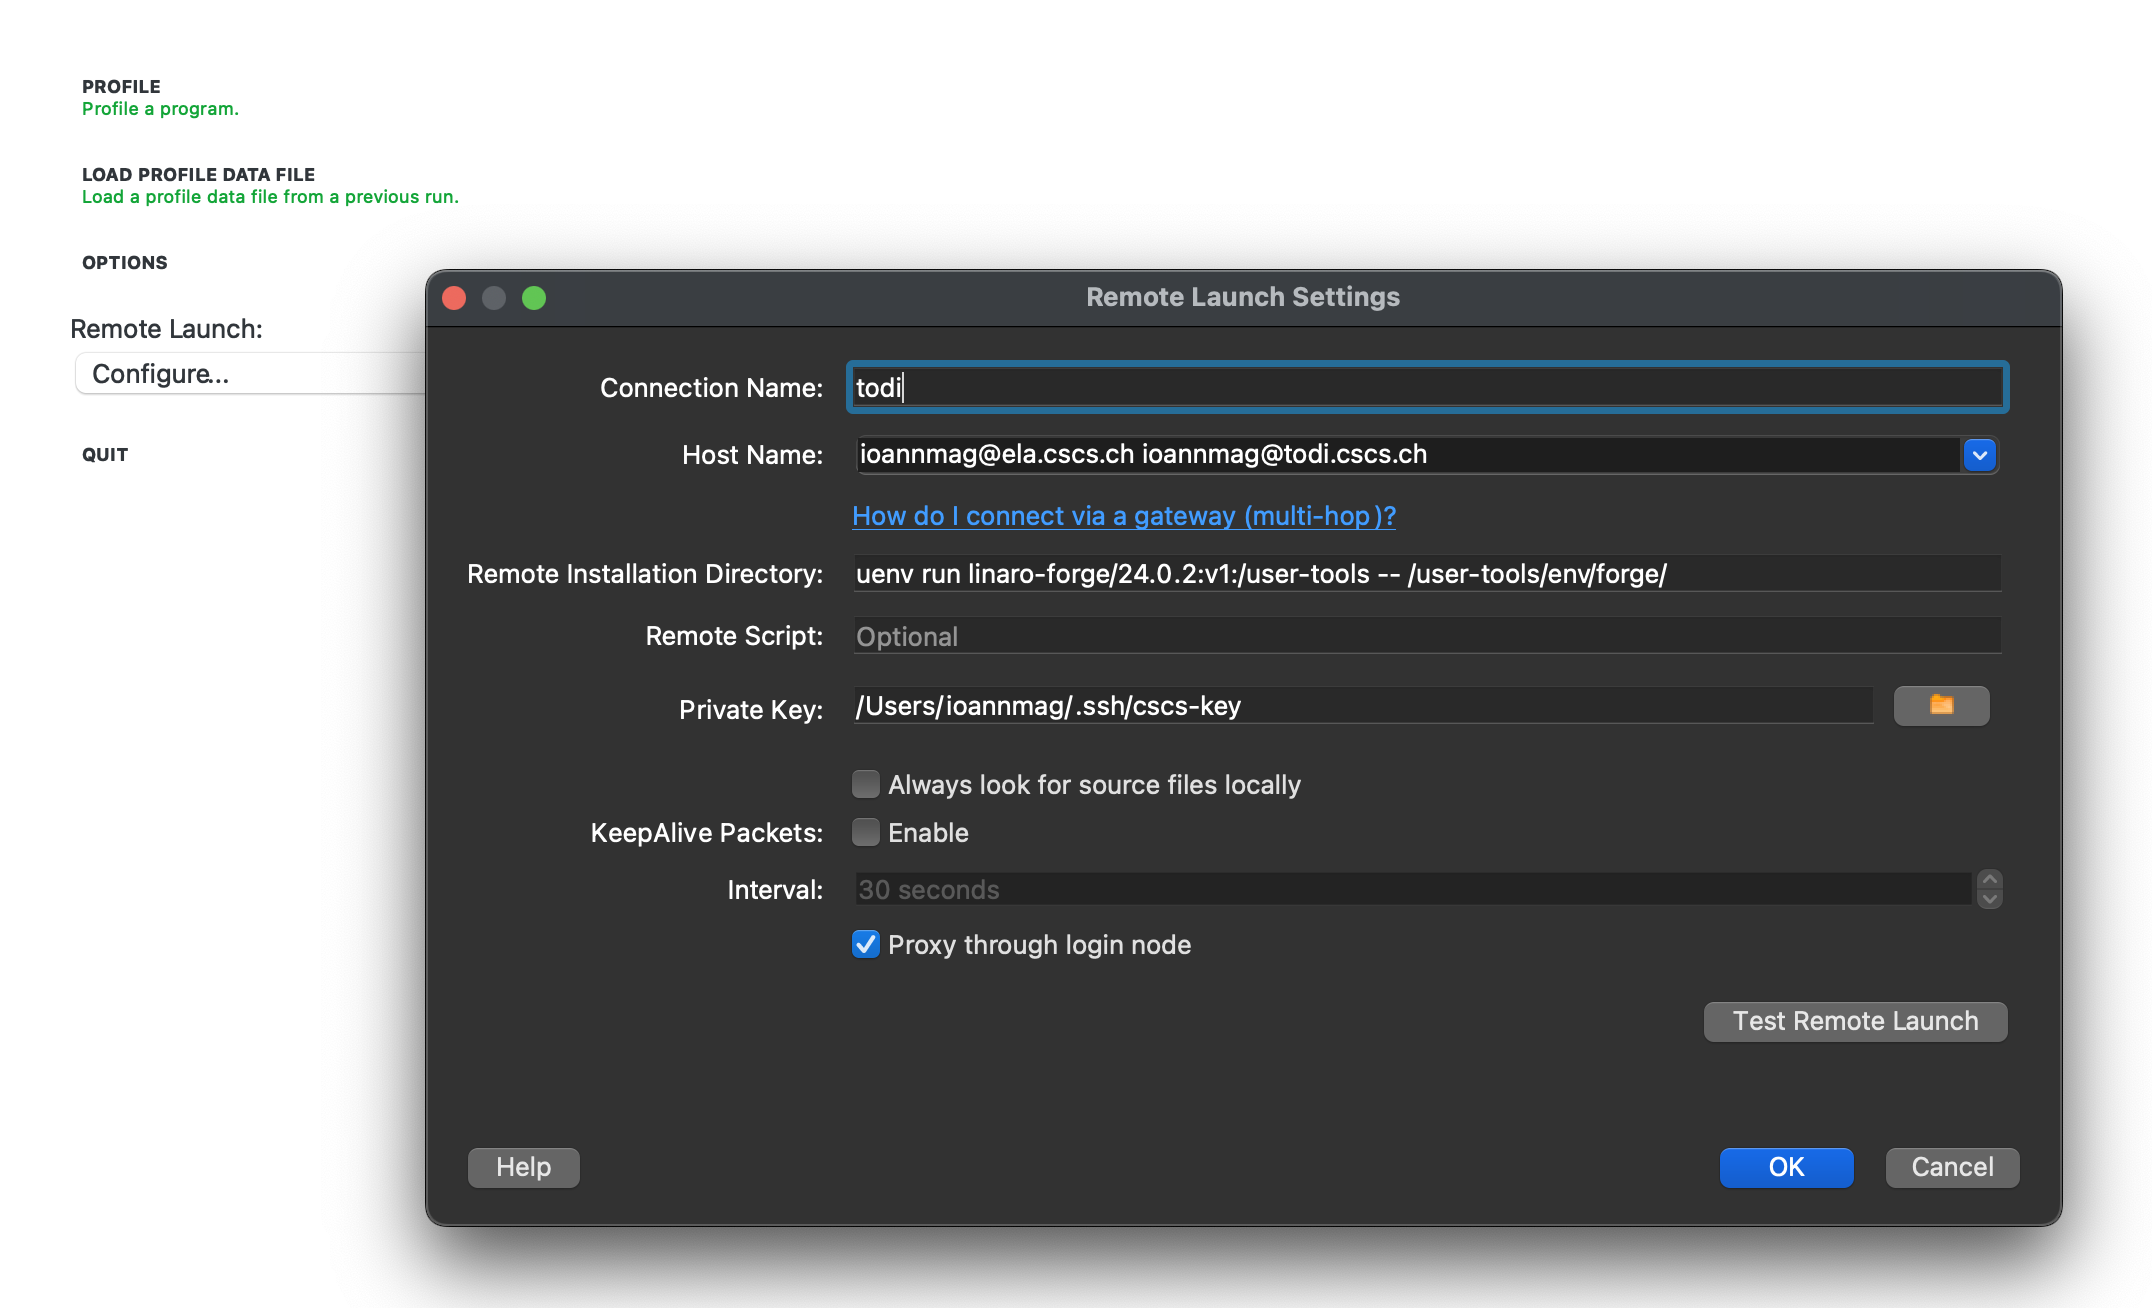 PROFILE
Profile a program.
LOAD PROFILE DATA FILE
Load a profile data file from a previous run.
OPTIONS
Remote Launch:
Configure...
QUIT
Remote Launch Settings
Connection Name: todi
Host Name: ioannmag@ela.cscs.ch ioannmag@todi.cscs.ch
How do I connect via a gateway (multi-hop)?
Remote Installation Directory: uenv run linaro-forge/24.0.2:v1:/user-tools -- /user-tools/env/forge/
Remote Script: Optional
Private Key: /Users/ioannmag/.ssh/cscs-key
Always look for source files locally
KeepAlive Packets: Enable
Interval: 30 seconds
Proxy through login node
Test Remote Launch
Help OK Cancel